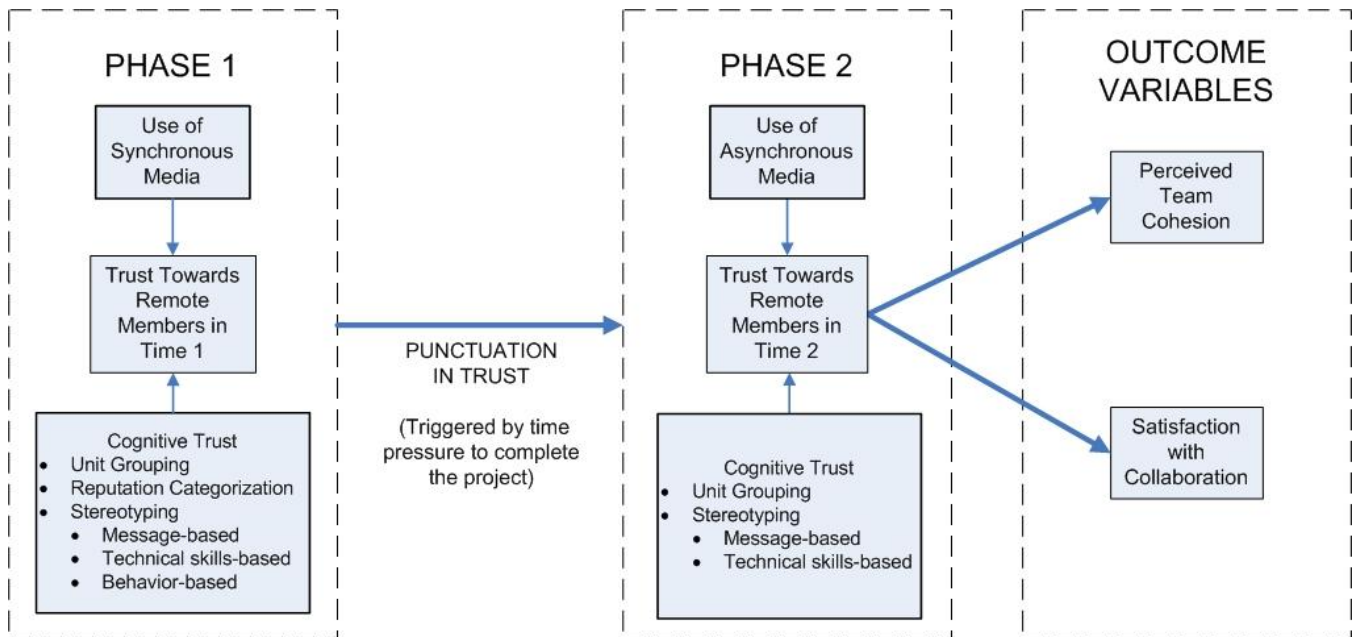 PHASE 1
Use of
Synchronous
Media
Trust Towards
Remote
Members in
Time 1
Cognitive Trust
• Unit Grouping
• Reputation Categorization
• Stereotyping
• Message-based
• Technical skills-based
• Behavior-based
PUNCTUATION
IN TRUST
(Triggered by time
pressure to complete
the project)
PHASE 2
Use of
Asynchronous
Media
Trust Towards
Remote
Members in
Time 2
Cognitive Trust
• Unit Grouping
• Stereotyping
• Message-based
• Technical skills-based
OUTCOME
VARIABLES
Perceived
Team
Cohesion
Satisfaction
with
Collaboration